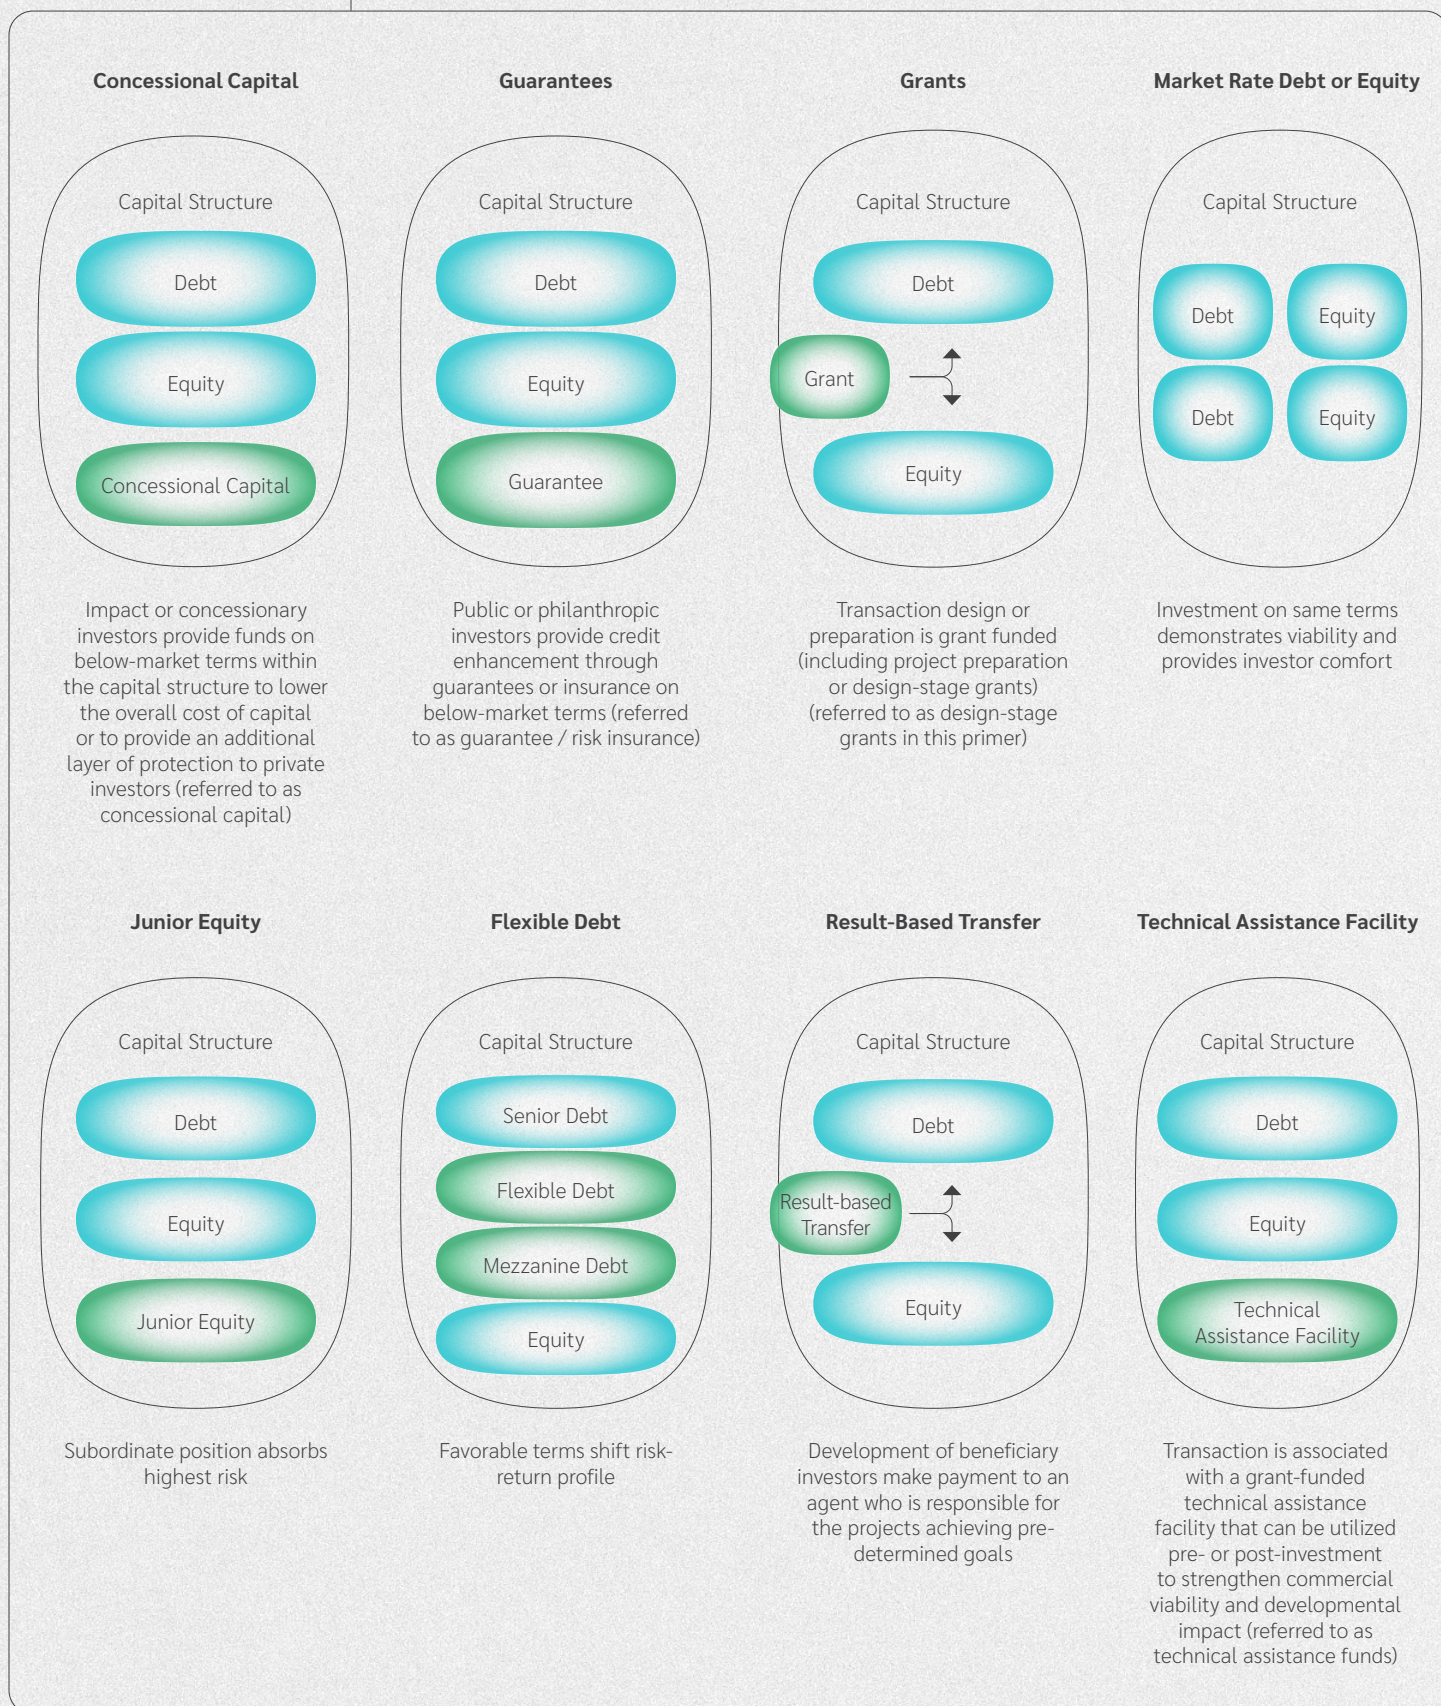 Concessional Capital
Capital Structure
Debt
Equity
Concessional Capital
Impact or concessionary
investors provide funds on
below-market terms within
the capital structure to lower
the overall cost of capital
or to provide an additional
layer of protection to private
investors (referred to as
concessional capital)
Guarantees
Capital Structure
Debt
Equity
Guarantee
Public or philanthropic
investors provide credit
enhancement through
guarantees or insurance on
below-market terms (referred
to as guarantee / risk insurance)
Grants
Capital Structure
Debt
Grant
Equity
Transaction design or
preparation is grant funded
(including project preparation
or design-stage grants)
(referred to as design-stage
grants in this primer)
Market Rate Debt or Equity
Capital Structure
Debt
Equity
Debt
Equity
Investment on same terms
demonstrates viability and
provides investor comfort
Junior Equity
Capital Structure
Debt
Equity
Junior Equity
Subordinate position absorbs
highest risk
Flexible Debt
Capital Structure
Senior Debt
Flexible Debt
Mezzanine Debt
Equity
Favorable terms shift risk-
return profile
Result-Based Transfer
Capital Structure
Debt
Result-based
Transfer
Equity
Development of beneficiary
investors make payment to an
agent who is responsible for
the projects achieving pre-
determined goals
Technical Assistance Facility
Capital Structure
Debt
Equity
Technical
Assistance Facility
Transaction is associated
with a grant-funded
technical assistance
facility that can be utilized
pre- or post-investment
to strengthen commercial
viability and developmental
impact (referred to as
technical assistance funds)